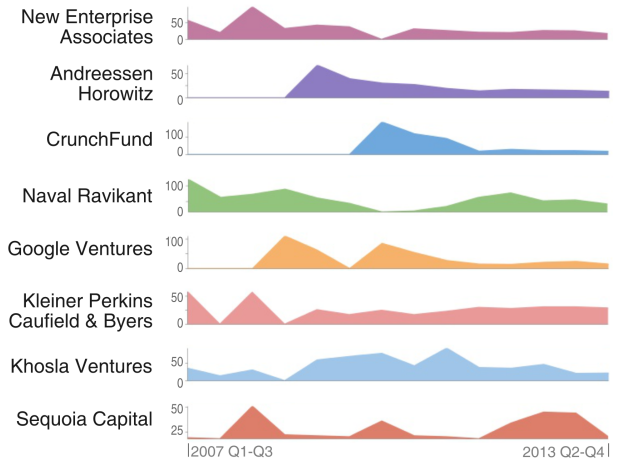 New Enterprise
Associates
50
0
Andreessen
Horowitz
50
0
CrunchFund
100
0
Naval Ravikant
100
0
Google Ventures
100
0
Kleiner Perkins
Caufield & Byers
50
0
Khosla Ventures
50
0
Sequoia Capital
50
25
2007 Q1-Q3
2013 Q2-Q4